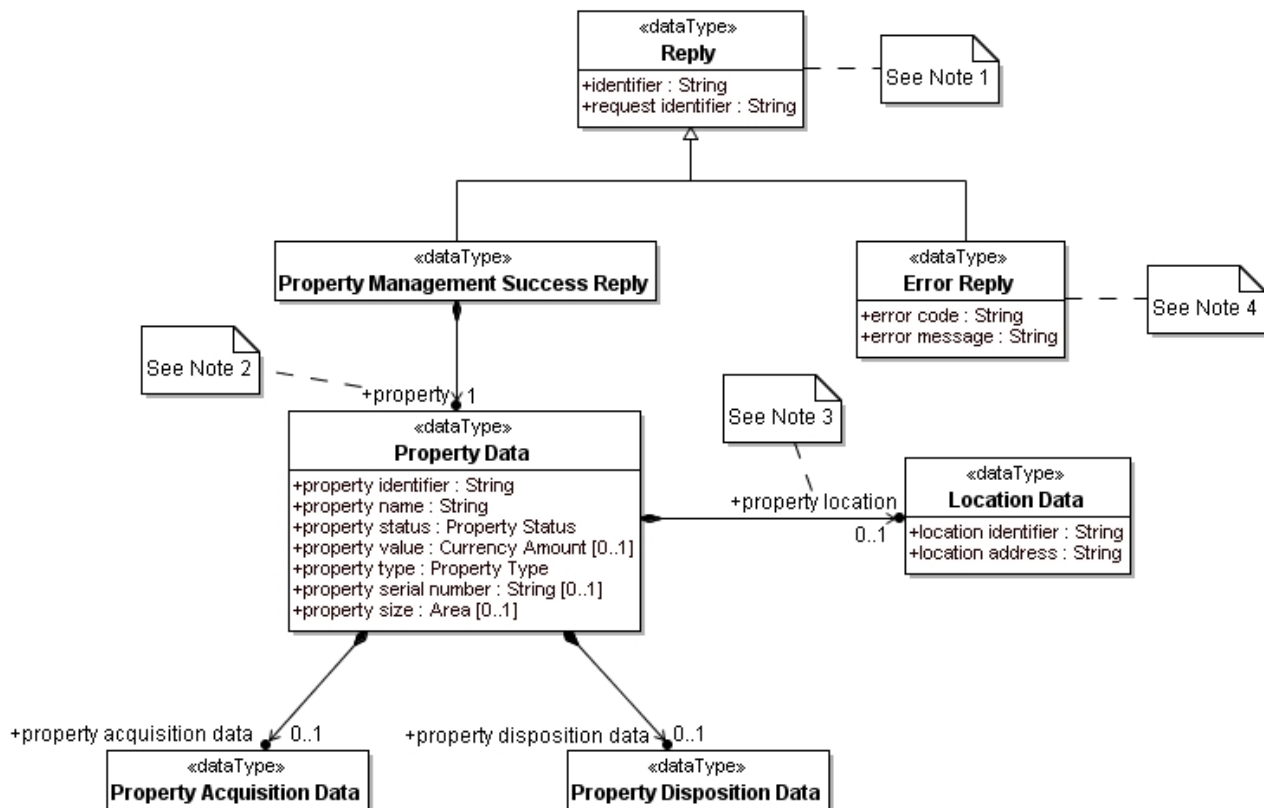 «dataType»
Reply
+identifier : String
+request identifier : String
See Note 1
«dataType»
Property Management Success Reply
«dataType»
Error Reply
+error code : String
+error message : String
See Note 4
See Note 2
+property
1
See Note 3
«dataType»
Property Data
+property identifier : String
+property name : String
+property status : Property Status
+property value : Currency Amount [0..1]
+property type : Property Type
+property serial number : String [0..1]
+property size : Area [0..1]
+property location
0..1
«dataType»
Location Data
+location identifier : String
+location address : String
+property acquisition data
0..1
+property disposition data
0..1
«dataType»
Property Acquisition Data
«dataType»
Property Disposition Data